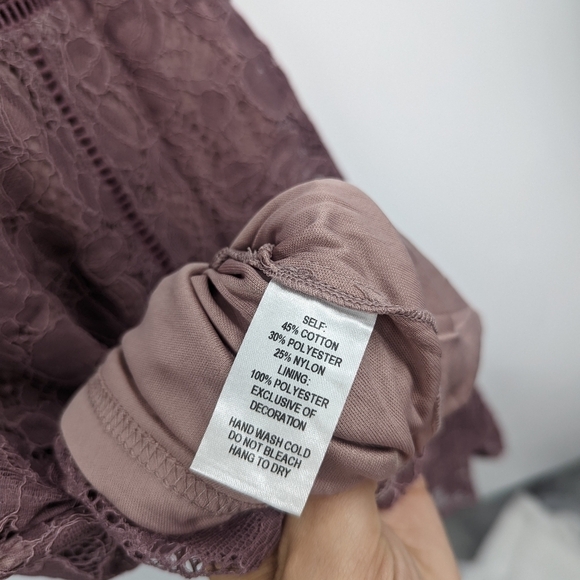 SELF:
45% COTTON
30% POLYESTER
25% NYLON
LINING:
100% POLYESTER
EXCLUSIVE OF
DECORATION
HAND WASH COLD
DO NOT BLEACH
HANG TO DRY